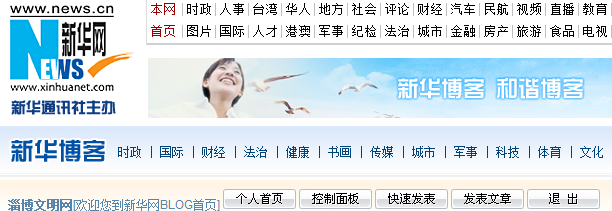 www.news.cn
NEWS 新华网
www.xinhuanet.com
新华通讯社主办
本网 | 时政 | 人事 | 台湾 | 华人 | 地方 | 社会 | 评论 | 财经 | 汽车 | 民航 | 视频 | 直播 | 教育
首页 | 图片 | 国际 | 人才 | 港澳 | 军事 | 纪检 | 法治 | 城市 | 金融 | 房产 | 旅游 | 食品 | 电视
新华博客 和谐博客
新华博客 时政 | 国际 | 财经 | 法治 | 健康 | 书画 | 传媒 | 城市 | 军事 | 科技 | 体育 | 文化
淄博文明网[欢迎您到新华网BLOG首页] 个人首页 控制面板 快速发表 发表文章 退 出